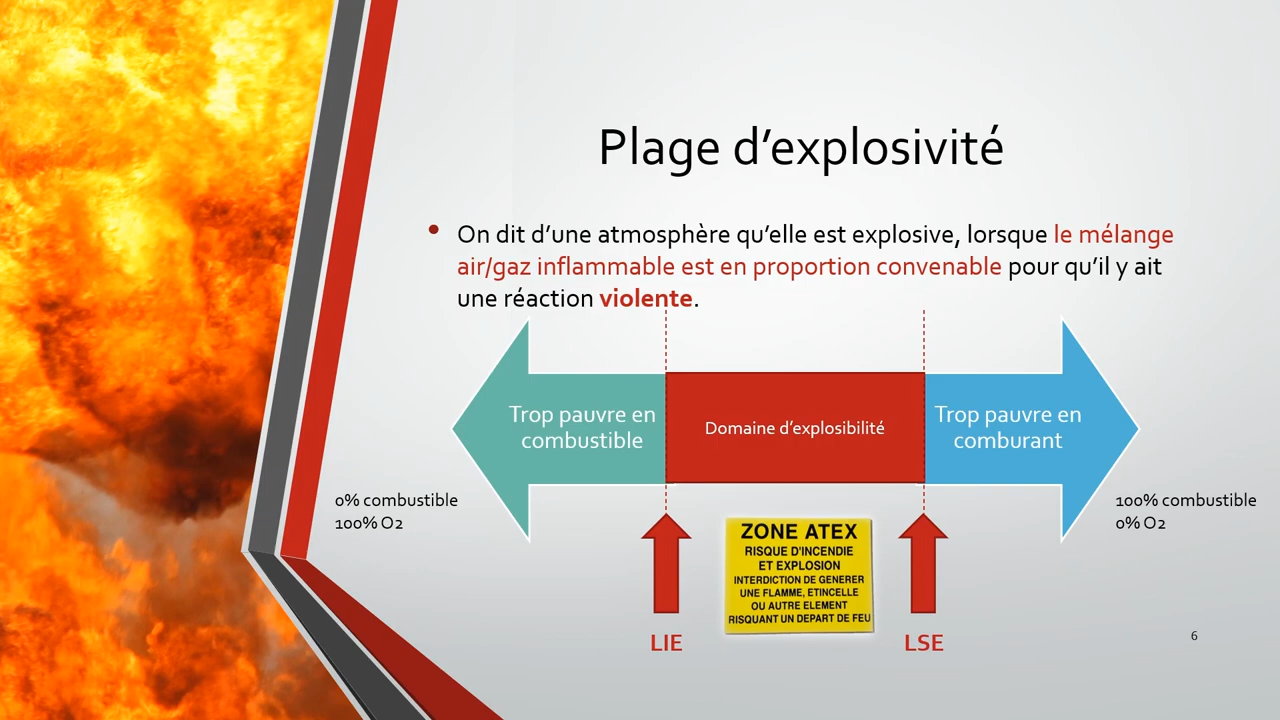 Plage d’explosivité
• On dit d’une atmosphère qu’elle est explosive, lorsque le mélange
air/gaz inflammable est en proportion convenable pour qu’il y ait
une réaction violente.
Trop pauvre en
combustible
Domaine d’explosibilité
Trop pauvre en
comburant
0% combustible
100% O2
100% combustible
0% O2
ZONE ATEX
RISQUE D'INCENDIE
ET EXPLOSION
INTERDICTION DE GENERER
UNE FLAMME, ETINCELLE
OU AUTRE ELEMENT
RISQUANT UN DEPART DE FEU
LIE
LSE
6